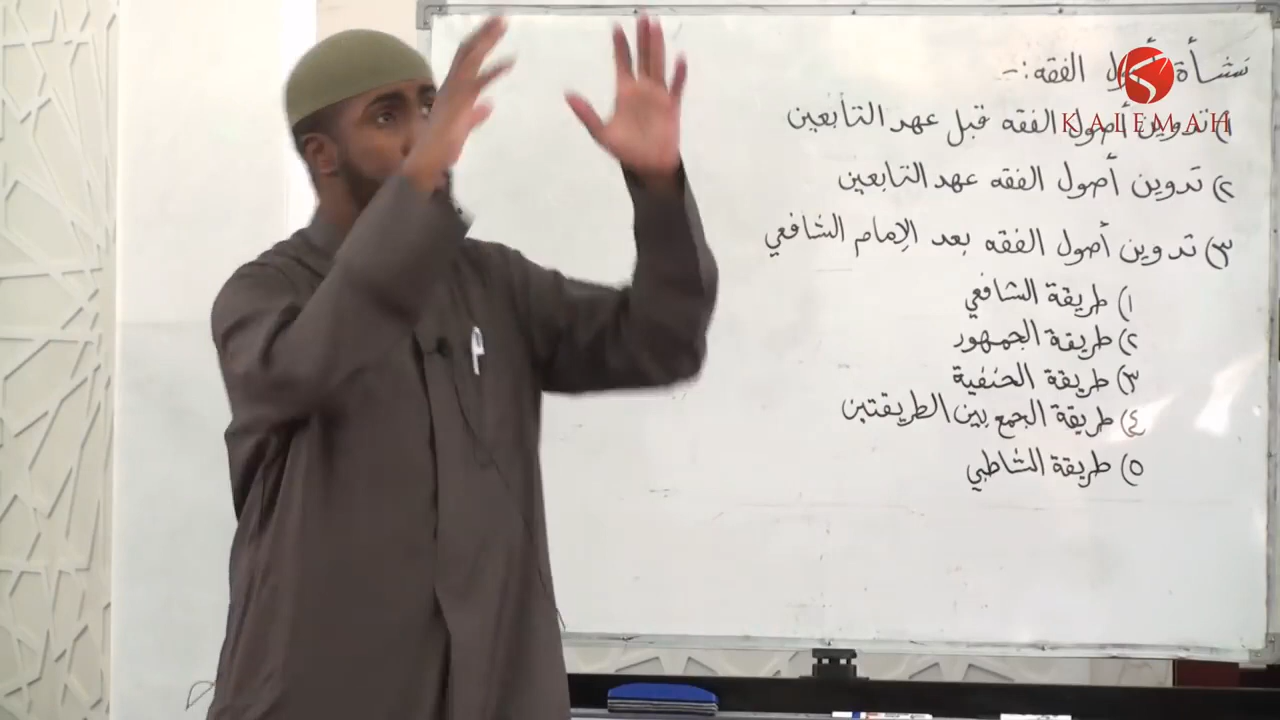 نشأة أصول الفقه :-
١) تدوين أصول الفقه قبل عهد التابعين
٢) تدوين أصول الفقه عهد التابعين
٣) تدوين أصول الفقه بعد الإمام الشافعي
١) طريقة الشافعي
٢) طريقة الجمهور
٣) طريقة الحنفية
٤) طريقة الجمع بين الطريقتين
٥) طريقة الشاطبي
KALEMAH